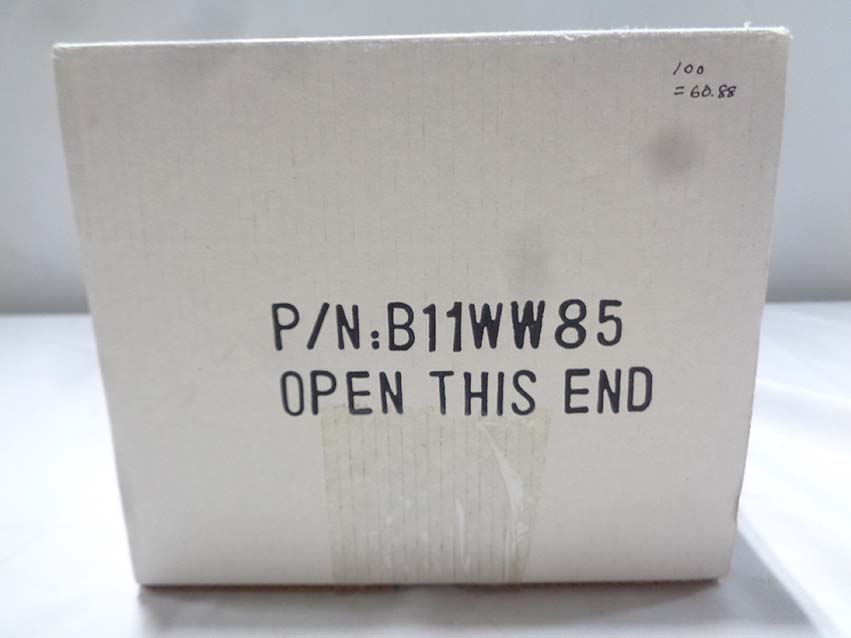 100
=60.88
P/N:B11WW85
OPEN THIS END